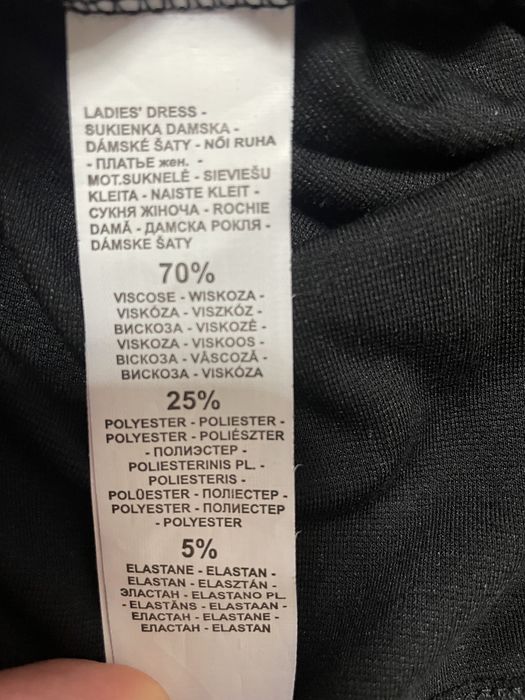 LADIES' DRESS -
SUKIENKA DAMSKA -
DÁMSKÉ ŠATY - NŐI RUHA
- ПЛАТЬЕ жен. -
MOT.SUKNELĖ - SIEVIEŠU
KLEITA - NAISTE KLEIT -
СУКНЯ ЖІНОЧА - ROCHIE
DAMĂ - ДАМСКА РОКЛЯ -
DÁMSKE ŠATY
70%
VISCOSE - WISKOZA -
VISKÓZA - VISZKÓZ -
ВИСКОЗА - VISKOZĖ -
VISKOZA - VISKOOS -
ВІСКОЗА - VÂSCOZĂ -
ВИСКОЗА - VISKÓZA
25%
POLYESTER - POLIESTER -
POLYESTER - POLIÉSZTER
- ПОЛИЭСТЕР -
POLIESTERINIS PL. -
POLIESTERIS -
POLÜESTER - ПОЛІЕСТЕР -
POLYESTER - ПОЛИЕСТЕР
- POLYESTER
5%
ELASTANE - ELASTAN -
ELASTAN - ELASZTÁN -
ЭЛАСТАН - ELASTANO PL.
- ELASTĀNS - ELASTAAN -
ЕЛАСТАН - ELASTANE -
ЕЛАСТАН - ELASTAN